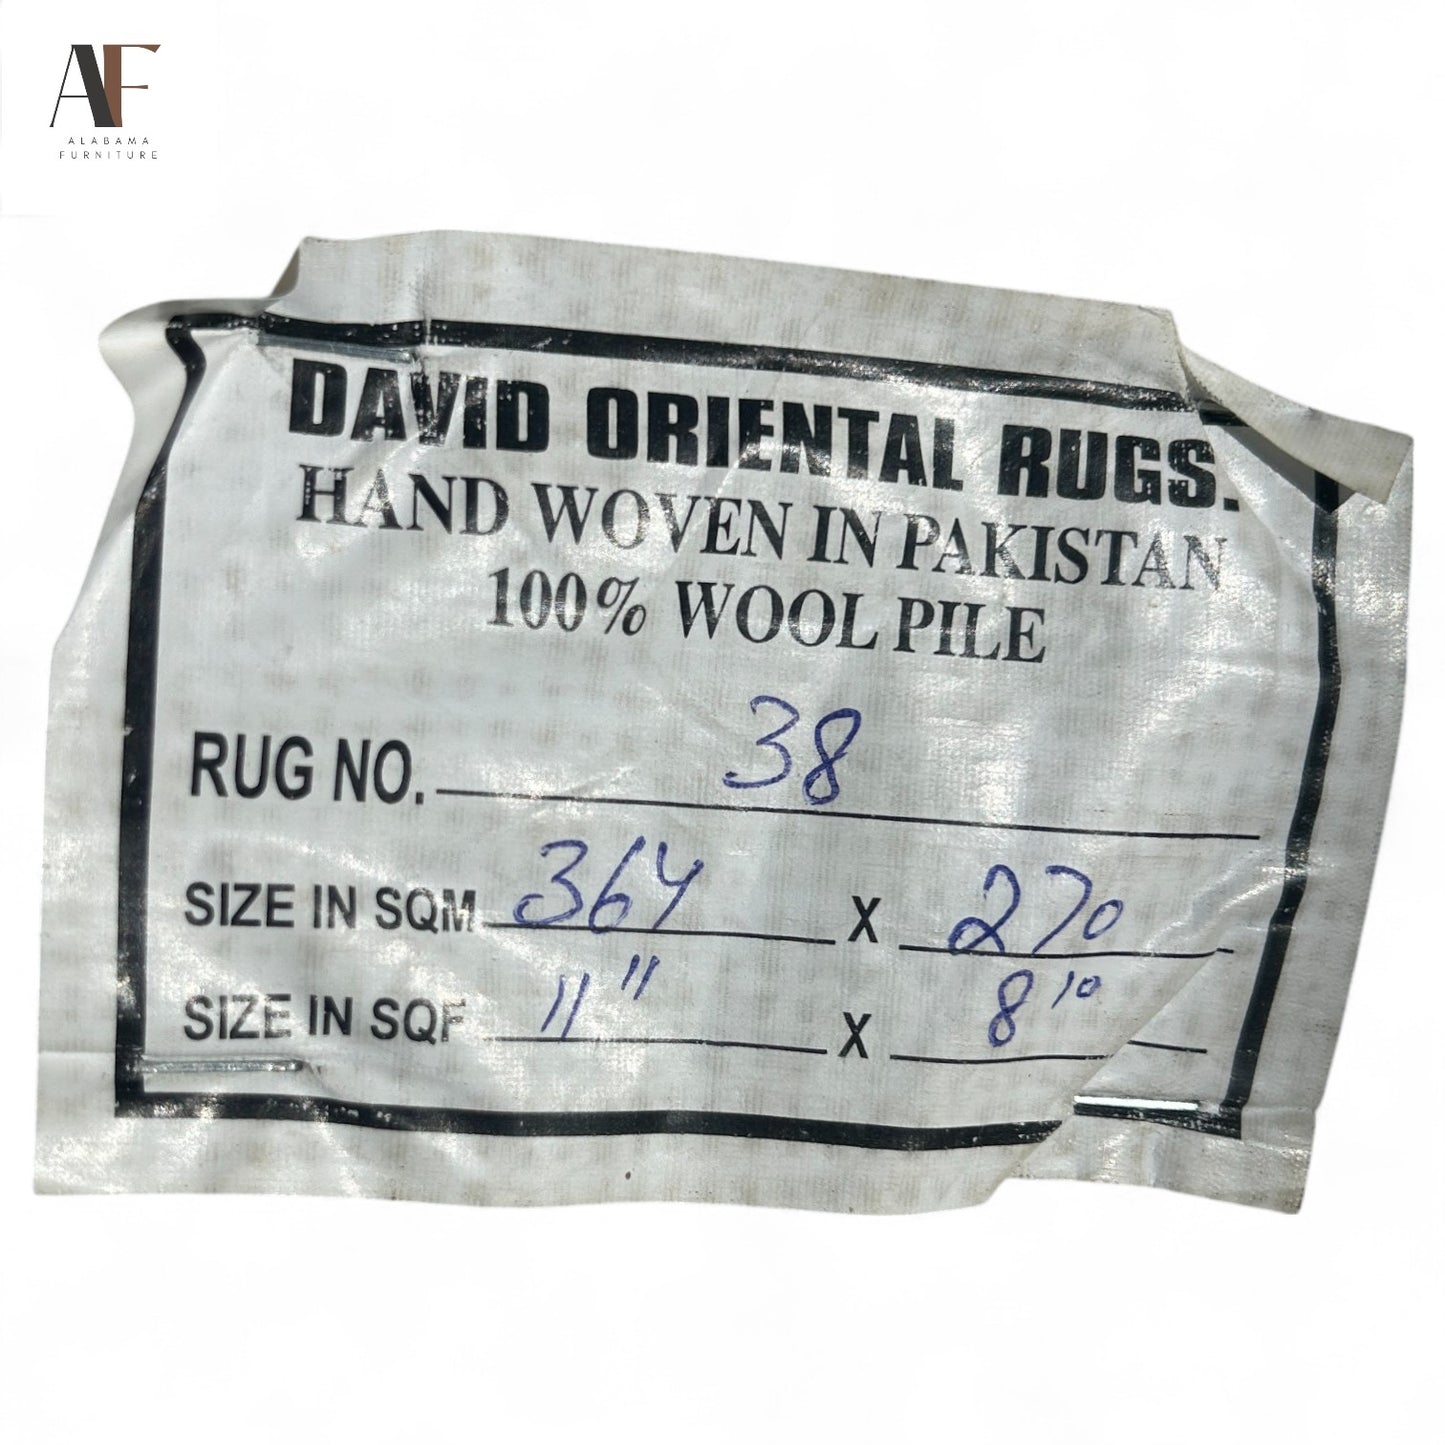 AF
ALABAMA
FURNITURE
DAVID ORIENTAL RUGS.
HAND WOVEN IN PAKISTAN
100% WOOL PILE
RUG NO. 38
SIZE IN SQM 364 X 270
SIZE IN SQF 11 11 X 8'10